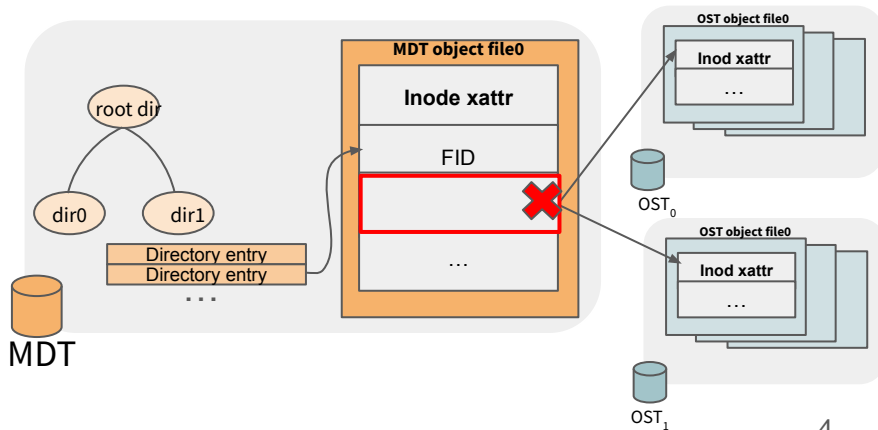 MDT object file0
Inode xattr
FID
…
root dir
dir0
dir1
Directory entry
Directory entry
...
MDT
OST object file0
Inod xattr
…
OST0
OST object file0
Inod xattr
…
OST1
4